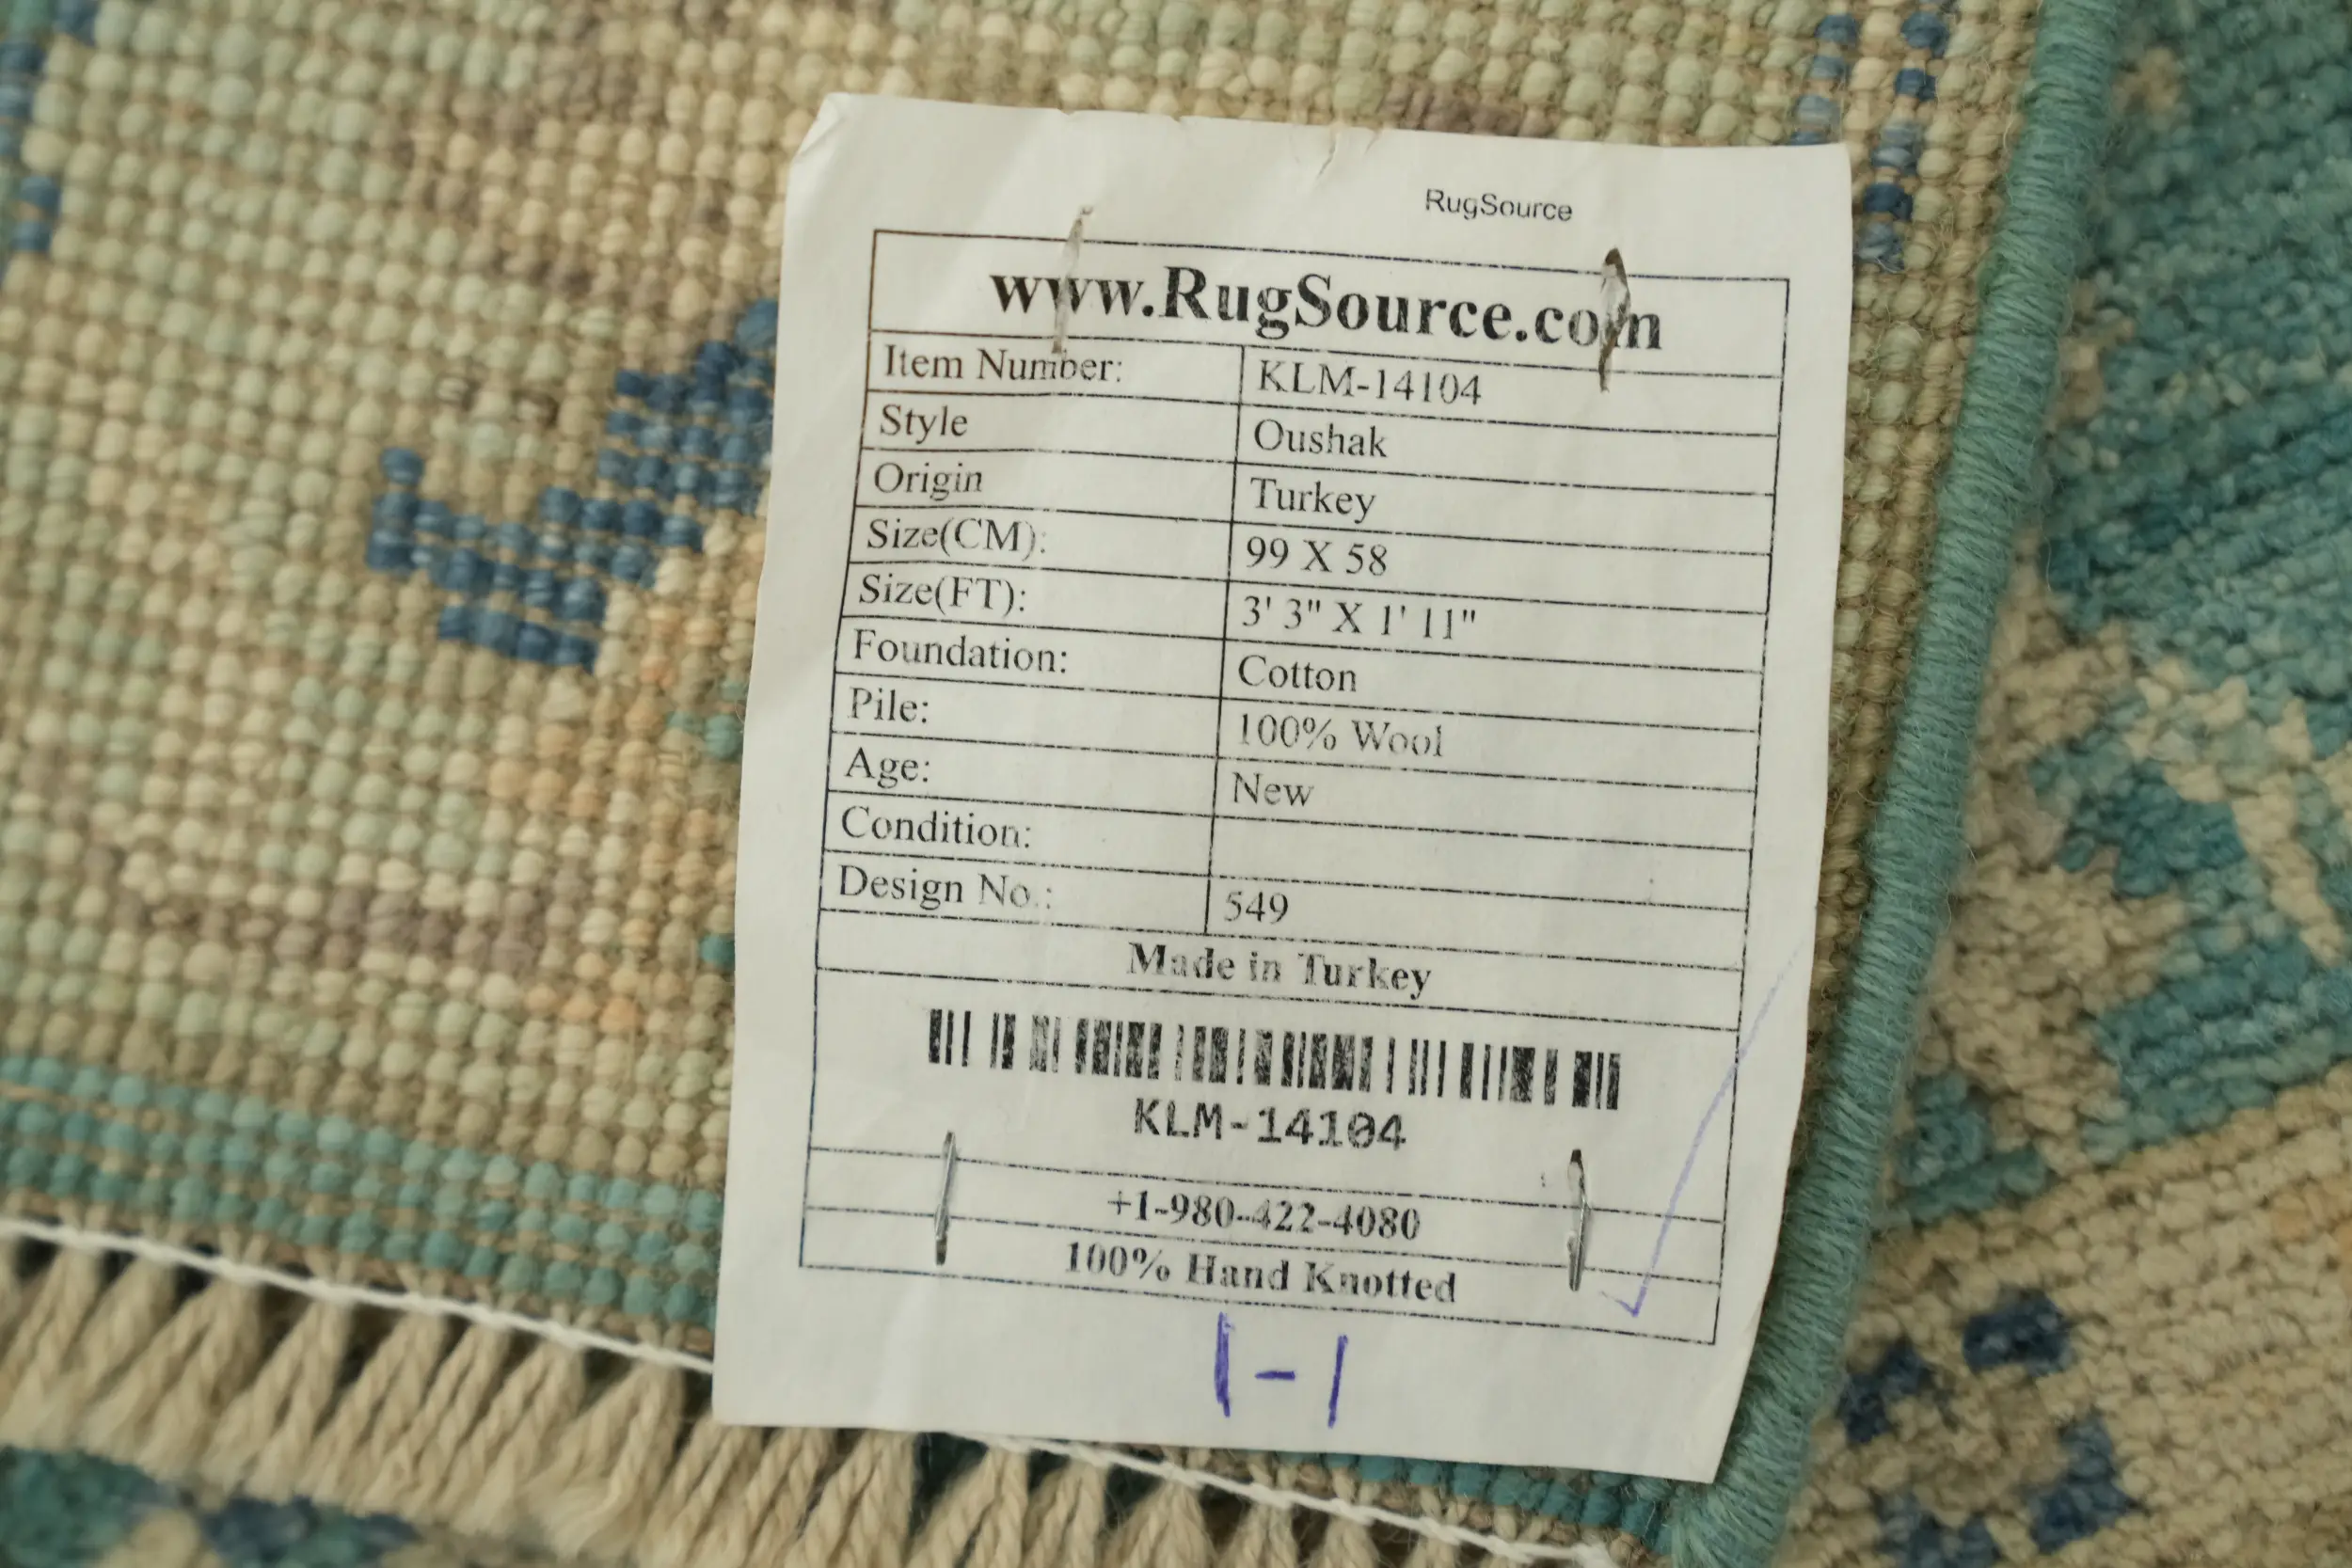 RugSource
www.RugSource.com
Item Number: KLM-14104
Style Oushak
Origin Turkey
Size(CM): 99 X 58
Size(FT): 3' 3" X 1' 11"
Foundation: Cotton
Pile: 100% Wool
Age: New
Condition:
Design No.: 549
Made in Turkey
KLM-14104
+1-980-422-4080
100% Hand Knotted
1-1